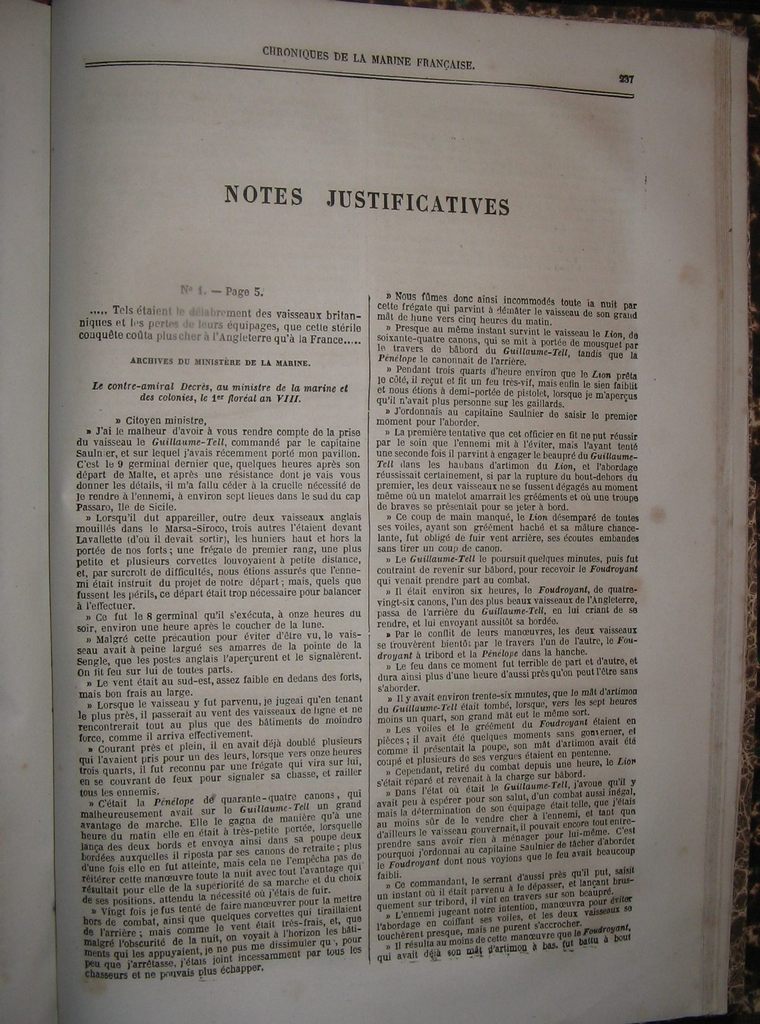 CHRONIQUES DE LA MARINE FRANÇAISE.
237
NOTES JUSTIFICATIVES
No 1. — Page 5.
..... Tels étaient le délabrement des vaisseaux britan-
niques et les pertes de leurs équipages, que cette stérile
conquête coûta plus cher à l'Angleterre qu'à la France.....
ARCHIVES DU MINISTÈRE DE LA MARINE.
Le contre-amiral Decrès, au ministre de la marine et
des colonies, le 1er floréal an VIII.
» Citoyen ministre,
» J'ai le malheur d'avoir à vous rendre compte de la prise
du vaisseau le Guillaume-Tell, commandé par le capitaine
Saulnier, et sur lequel j'avais récemment porté mon pavillon.
C'est le 9 germinal dernier que, quelques heures après son
départ de Malte, et après une résistance dont je vais vous
donner les détails, il m'a fallu céder à la cruelle nécessité de
le rendre à l'ennemi, à environ sept lieues dans le sud du cap
Passaro, île de Sicile.
» Lorsqu'il dut appareiller, outre deux vaisseaux anglais
mouillés dans le Marsa-Siroco, trois autres l'étaient devant
Lavallette (d'où il devait sortir), les huniers haut et hors la
portée de nos forts; une frégate de premier rang, une plus
petite et plusieurs corvettes louvoyaient à petite distance,
et, par surcroît de difficultés, nous étions assurés que l'enne-
mi était instruit du projet de notre départ; mais, quels que
fussent les périls, ce départ était trop nécessaire pour balancer
à l'effectuer.
» Ce fut le 8 germinal qu'il s'exécuta, à onze heures du
soir, environ une heure après le coucher de la lune.
» Malgré cette précaution pour éviter d'être vu, le vais-
seau avait à peine largué ses amarres de la pointe de la
Sengle, que les postes anglais l'aperçurent et le signalèrent.
On fit feu sur lui de toutes parts.
» Le vent était au sud-est, assez faible en dedans des forts,
mais bon frais au large.
» Lorsque le vaisseau y fut parvenu, je jugeai qu'en tenant
le plus près, il passerait au vent des vaisseaux de ligne et ne
rencontrerait tout au plus que des bâtiments de moindre
force, comme il arriva effectivement.
» Courant près et plein, il en avait déjà doublé plusieurs
qui l'avaient pris pour un des leurs, lorsque vers onze heures
trois quarts, il fut reconnu par une frégate qui vira sur lui,
en se couvrant de feux pour signaler sa chasse, et rallier
tous les ennemis.
» C'était la Pénélope de quarante-quatre canons, qui
malheureusement avait sur le Guillaume-Tell un grand
avantage de marche. Elle le gagna de manière qu'à une
heure du matin elle en était à très-petite portée, lorsquelle
lança des deux bords et envoya ainsi dans sa poupe deux
bordées auxquelles il riposta par ses canons de retraite; plus
d'une fois elle en fut atteinte, mais cela ne l'empêcha pas de
réitérer cette manœuvre toute la nuit avec tout l'avantage qui
résultait pour elle de la supériorité de sa marche et du choix
de ses positions, attendu la nécessité où j'étais de fuir.
» Vingt fois je fus tenté de faire manœuvrer pour la mettre
hors de combat, ainsi que quelques corvettes qui tiraillaient
de l'arrière; mais comme le vent était très-frais, et, que
malgré l'obscurité de la nuit, on voyait à l'horizon les bâti-
ments qui les appuyaient, je ne pus me dissimuler qu', pour
peu que j'arrêtasse, j'étais joint incessamment par tous les
chasseurs et ne pouvais plus échapper.
» Nous fûmes donc ainsi incommodés toute la nuit par
cette frégate qui parvint à démâter le vaisseau de son grand
mât de hune vers cinq heures du matin.
» Presque au même instant survint le vaisseau le Lion, de
soixante-quatre canons, qui se mit à portée de mousquet par
le travers de bâbord du Guillaume-Tell, tandis que la
Pénélope le canonnait de l'arrière.
» Pendant trois quarts d'heure environ que le Lion prêta
le côté, il reçut et fit un feu très-vif, mais enfin le sien faiblit
et nous étions à demi-portée de pistolet, lorsque je m'aperçus
qu'il n'avait plus personne sur les gaillards.
» J'ordonnais au capitaine Saulnier de saisir le premier
moment pour l'aborder.
» La première tentative que cet officier en fit ne put réussir
par le soin que l'ennemi mit à l'éviter, mais l'ayant tenté
une seconde fois il parvint à engager le beaupré du Guillaume-
Tell dans les haubans d'artimon du Lion, et l'abordage
réussissait certainement, si par la rupture du bout-dehors du
premier, les deux vaisseaux ne se fussent dégagés au moment
même où un matelot amarrait les gréements et où une troupe
de braves se présentait pour se jeter à bord.
» Ce coup de main manqué, le Lion désemparé de toutes
ses voiles, ayant son gréement haché et sa mâture chance-
lante, fut obligé de fuir vent arrière, ses écoutes embandes
sans tirer un coup de canon.
» Le Guillaume-Tell le poursuit quelques minutes, puis fut
contraint de revenir sur bâbord, pour recevoir le Foudroyant
qui venait prendre part au combat.
» Il était environ six heures, le Foudroyant, de quatre-
vingt-six canons, l'un des plus beaux vaisseaux de l'Angleterre,
passa de l'arrière du Guillaume-Tell, en lui criant de se
rendre, et lui envoyant aussitôt sa bordée.
» Par le conflit de leurs manœuvres, les deux vaisseaux
se trouvèrent bientôt par le travers l'un de l'autre, le Fou-
droyant à tribord et la Pénélope dans la hanche.
» Le feu dans ce moment fut terrible de part et d'autre, et
dura ainsi plus d'une heure d'aussi près qu'on peut l'être sans
s'aborder.
» Il y avait environ trente-six minutes, que le mât d'artimon
du Guillaume-Tell était tombé, lorsque, vers les sept heures
moins un quart, son grand mât eut le même sort.
» Les voiles et le gréément du Foudroyant étaient en
pièces; il avait été quelques moments sans gouverner, et
comme il présentait la poupe, son mât d'artimon avait été
coupé et plusieurs de ses vergues étaient en pentenne.
» Cependant, retiré du combat depuis une heure, le Lion
s'était réparé et revenait à la charge sur bâbord.
» Dans l'état où était le Guillaume-Tell, j'avoue qu'il y
avait peu à espérer pour son salut, d'un combat aussi inégal,
mais la détermination de son équipage était telle, que j'étais
au moins sûr de le vendre cher à l'ennemi, et tant que
d'ailleurs le vaisseau gouvernait, il pouvait encore tout entre-
prendre sans avoir rien à ménager pour lui-même. C'est
pourquoi j'ordonnai au capitaine Saulnier de tâcher d'aborder
le Foudroyant dont nous voyions que le feu avait beaucoup
faibli.
» Ce commandant, le serrant d'aussi près qu'il put, saisit
un instant où il était parvenu à le dépasser, et lançant brus-
quement sur tribord, il vint en travers sur son beaupré.
» L'ennemi jugeant notre intention, manœuvra pour éviter
l'abordage en coiffant ses voiles, et les deux vaisseaux se
touchèrent presque, mais ne purent s'accrocher.
» Il résulta au moins de cette manœuvre que le Foudroyant,
qui avait déjà son mât d'artimon à bas, fut battu à bout